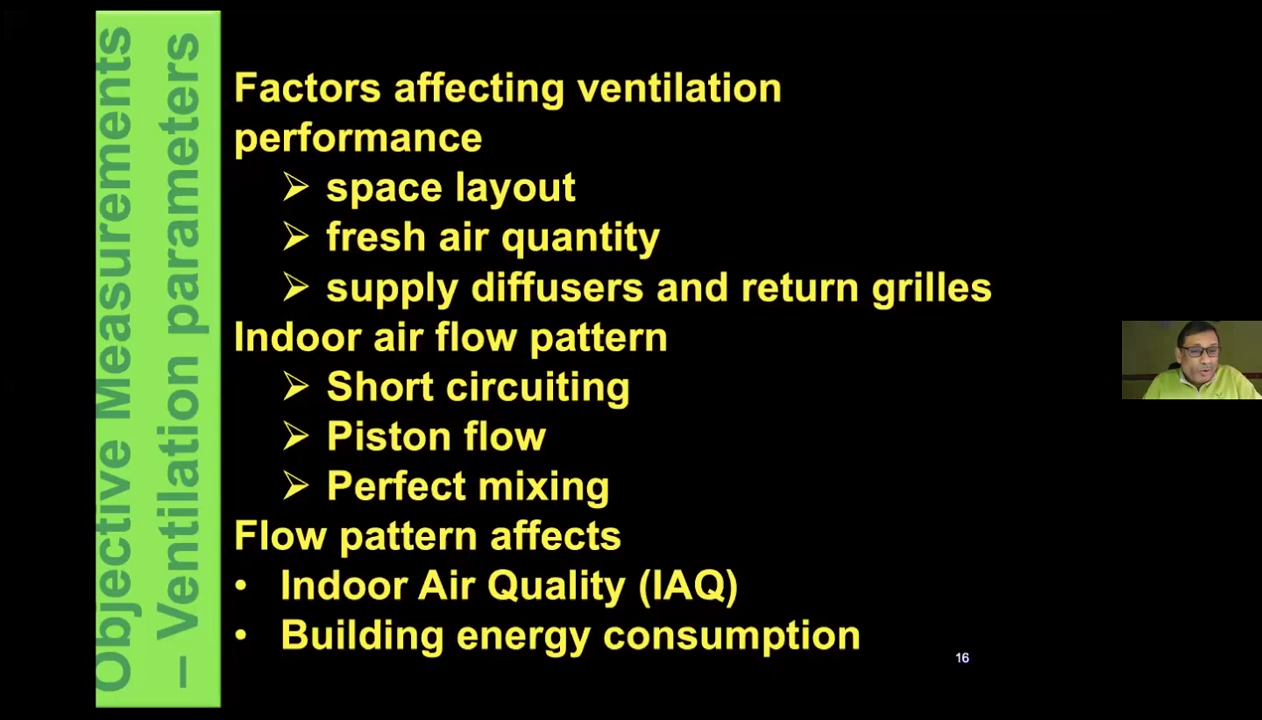 Objective Measurements
– Ventilation parameters
Factors affecting ventilation
performance
➢ space layout
➢ fresh air quantity
➢ supply diffusers and return grilles
Indoor air flow pattern
➢ Short circuiting
➢ Piston flow
➢ Perfect mixing
Flow pattern affects
• Indoor Air Quality (IAQ)
• Building energy consumption
16